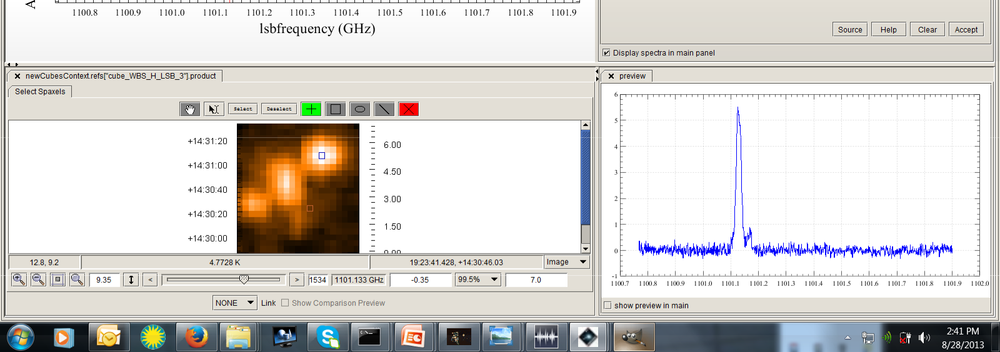 A
1100.8 1100.9 1101.0 1101.1 1101.2 1101.3 1101.4 1101.5 1101.6 1101.7 1101.8 1101.9
lsbfrequency (GHz)
Source Help Clear Accept
Display spectra in main panel
newCubesContext.refs["cube_WBS_H_LSB_3"].product
Select Spaxels
Select Deselect
+14:31:20
+14:31:00
+14:30:40
+14:30:20
+14:30:00
6.00
4.50
3.00
1.50
0.00
12.8, 9.2 4.7728 K 19:23:41.428, +14:30:46.03 Image
9.35 < > 1534 1101.133 GHz -0.35 99.5% 7.0
NONE Link Show Comparison Preview
preview
6
5
4
3
2
1
0
-1
1100.7 1100.8 1100.9 1101.0 1101.1 1101.2 1101.3 1101.4 1101.5 1101.6 1101.7 1101.8 1101.9 1102.0
show preview in main
C:\_
2:41 PM
8/28/2013